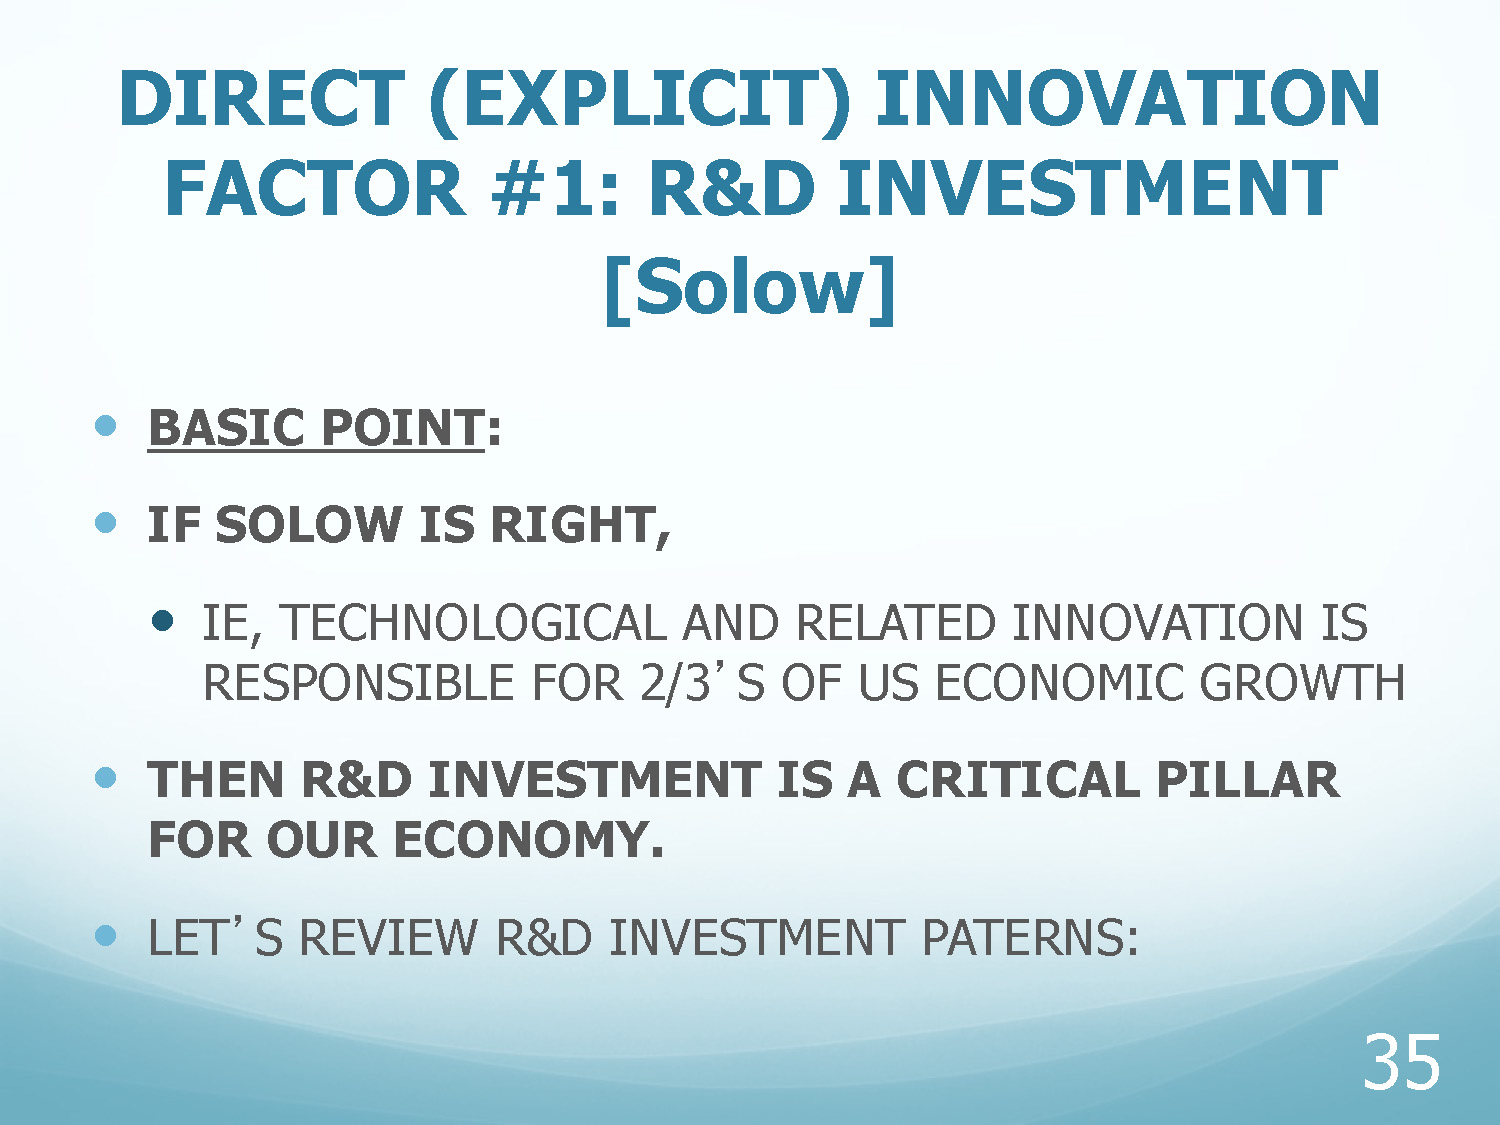 DIRECT (EXPLICIT) INNOVATION
FACTOR #1: R&D INVESTMENT
[Solow]
BASIC POINT:
IF SOLOW IS RIGHT,
IE, TECHNOLOGICAL AND RELATED INNOVATION IS
RESPONSIBLE FOR 2/3’S OF US ECONOMIC GROWTH
THEN R&D INVESTMENT IS A CRITICAL PILLAR
FOR OUR ECONOMY.
LET’S REVIEW R&D INVESTMENT PATERNS:
35